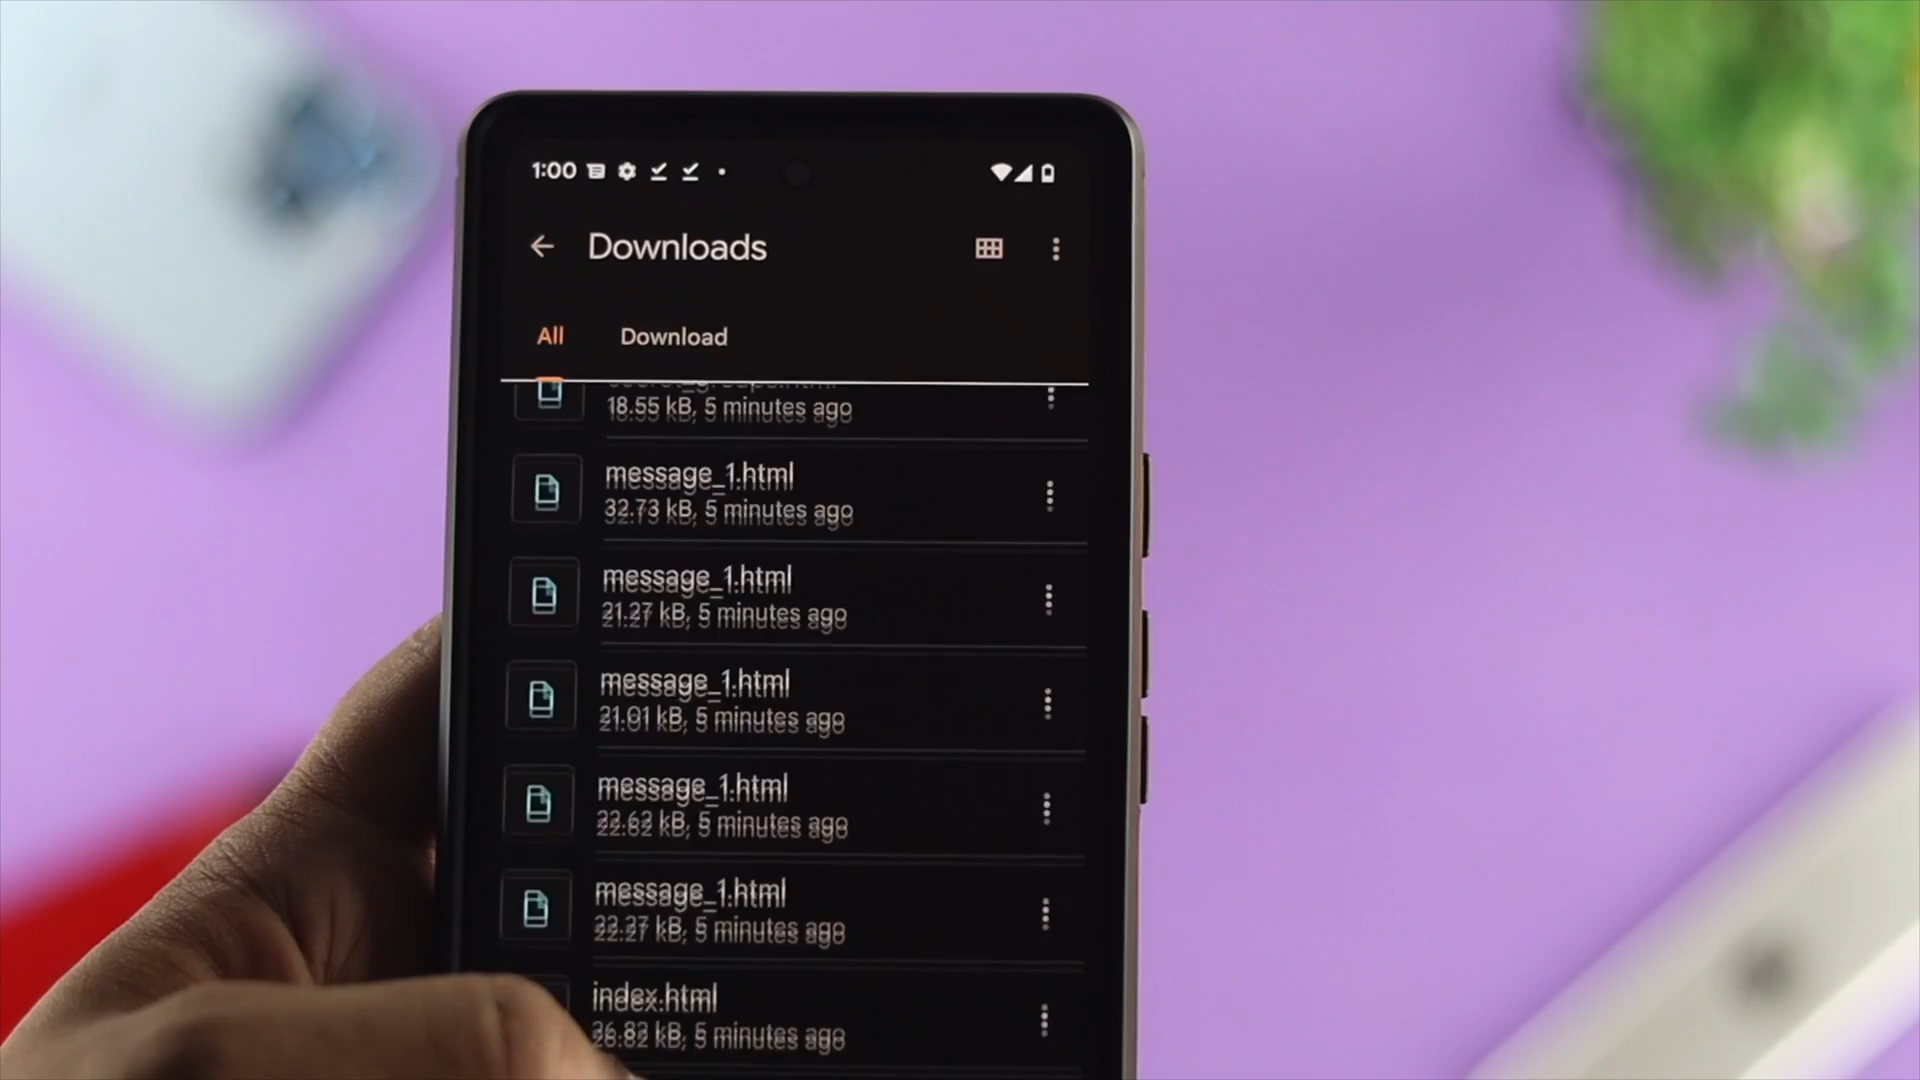 1:00
Downloads
All
Download
secret_groups.html
18.55 kB, 5 minutes ago
message_1.html
32.73 kB, 5 minutes ago
message_1.html
21.27 kB, 5 minutes ago
message_1.html
21.01 kB, 5 minutes ago
message_1.html
22.62 kB, 5 minutes ago
message_1.html
22.27 kB, 5 minutes ago
index.html
26.82 kB, 5 minutes ago